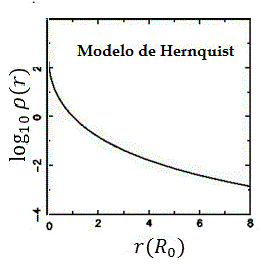 Modelo de Hernquist
log₁₀ ρ(r)
2
0
−2
−4
0 2 4 6 8
r(R₀)